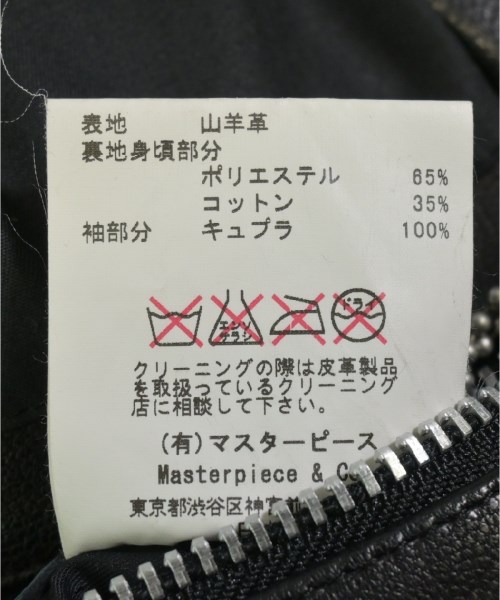 表地 山羊革
裏地身頃部分
ポリエステル 65%
コットン 35%
袖部分 キュプラ 100%
エンソ ドライ
サラシ
クリーニングの際は皮革製品
を取扱っているクリーニング
店に相談して下さい。
(有)マスターピース
Masterpiece &
東京都渋谷区神宮前